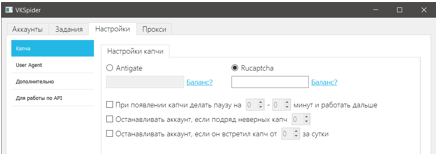 VKSpider
Аккаунты Задания Настройки Прокси
Капча
User Agent
Дополнительно
Для работы по API
Настройки капчи
Antigate Rucaptcha
Баланс? Баланс?
При появлении капчи делать паузу на 0 - 0 минут и работать дальше
Останавливать аккаунт, если подряд неверных капч 0
Останавливать аккаунт, если он встретил капч от 0 за сутки